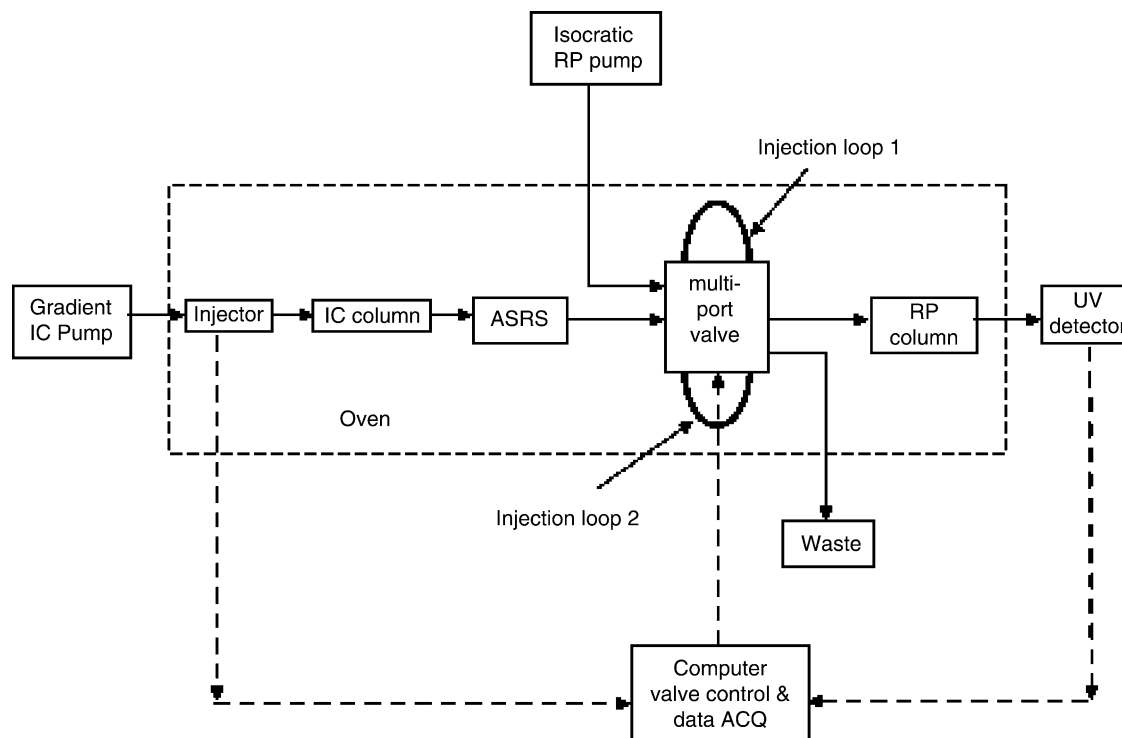 Isocratic
RP pump
Injection loop 1
Gradient
IC Pump
Injector
IC column
ASRS
multi-
port
valve
RP
column
UV
detector
Oven
Injection loop 2
Waste
Computer
valve control &
data ACQ